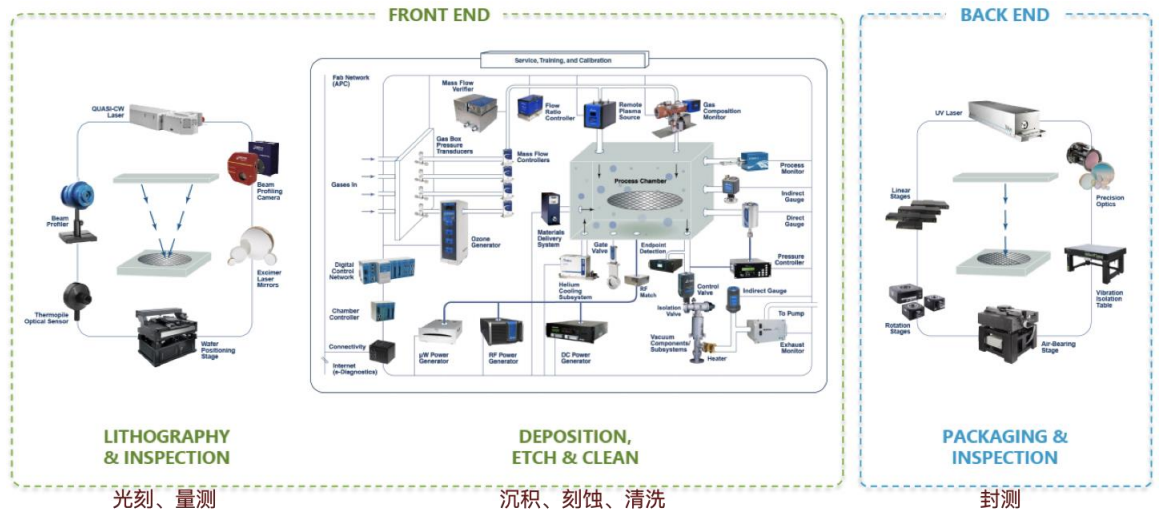 FRONT END
BACK END
QUASI-CW
Laser
Beam
Profiling
Camera
Beam
Profiler
Excimer
Laser
Mirrors
Thermopile
Optical Sensor
Wafer
Positioning
Stage
LITHOGRAPHY
& INSPECTION
光刻、量测
Service, Training, and Calibration
Fab Network
(APC)
Mass Flow
Verifier
Flow
Ratio
Controller
Remote
Plasma
Source
Gas
Composition
Monitor
Gas Box
Pressure
Transducers
Mass Flow
Controllers
Process Chamber
Process
Monitor
Gases In
Indirect
Gauge
Direct
Gauge
Ozone
Generator
Materials
Delivery
System
Gate
Valve
Endpoint
Detection
Pressure
Controller
Digital
Control
Network
Helium
Cooling
Subsystem
RF
Match
Control
Valve
Indirect Gauge
Isolation
Valve
To Pump
Chamber
Controller
Connectivity
Internet
(e-Diagnostics)
µW Power
Generator
RF Power
Generator
DC Power
Generator
Vacuum
Components/
Subsystems
Heater
Exhaust
Monitor
DEPOSITION,
ETCH & CLEAN
沉积、刻蚀、清洗
UV Laser
Linear
Stages
Precision
Optics
Rotation
Stages
Vibration
Isolation
Table
Air-Bearing
Stage
PACKAGING &
INSPECTION
封测